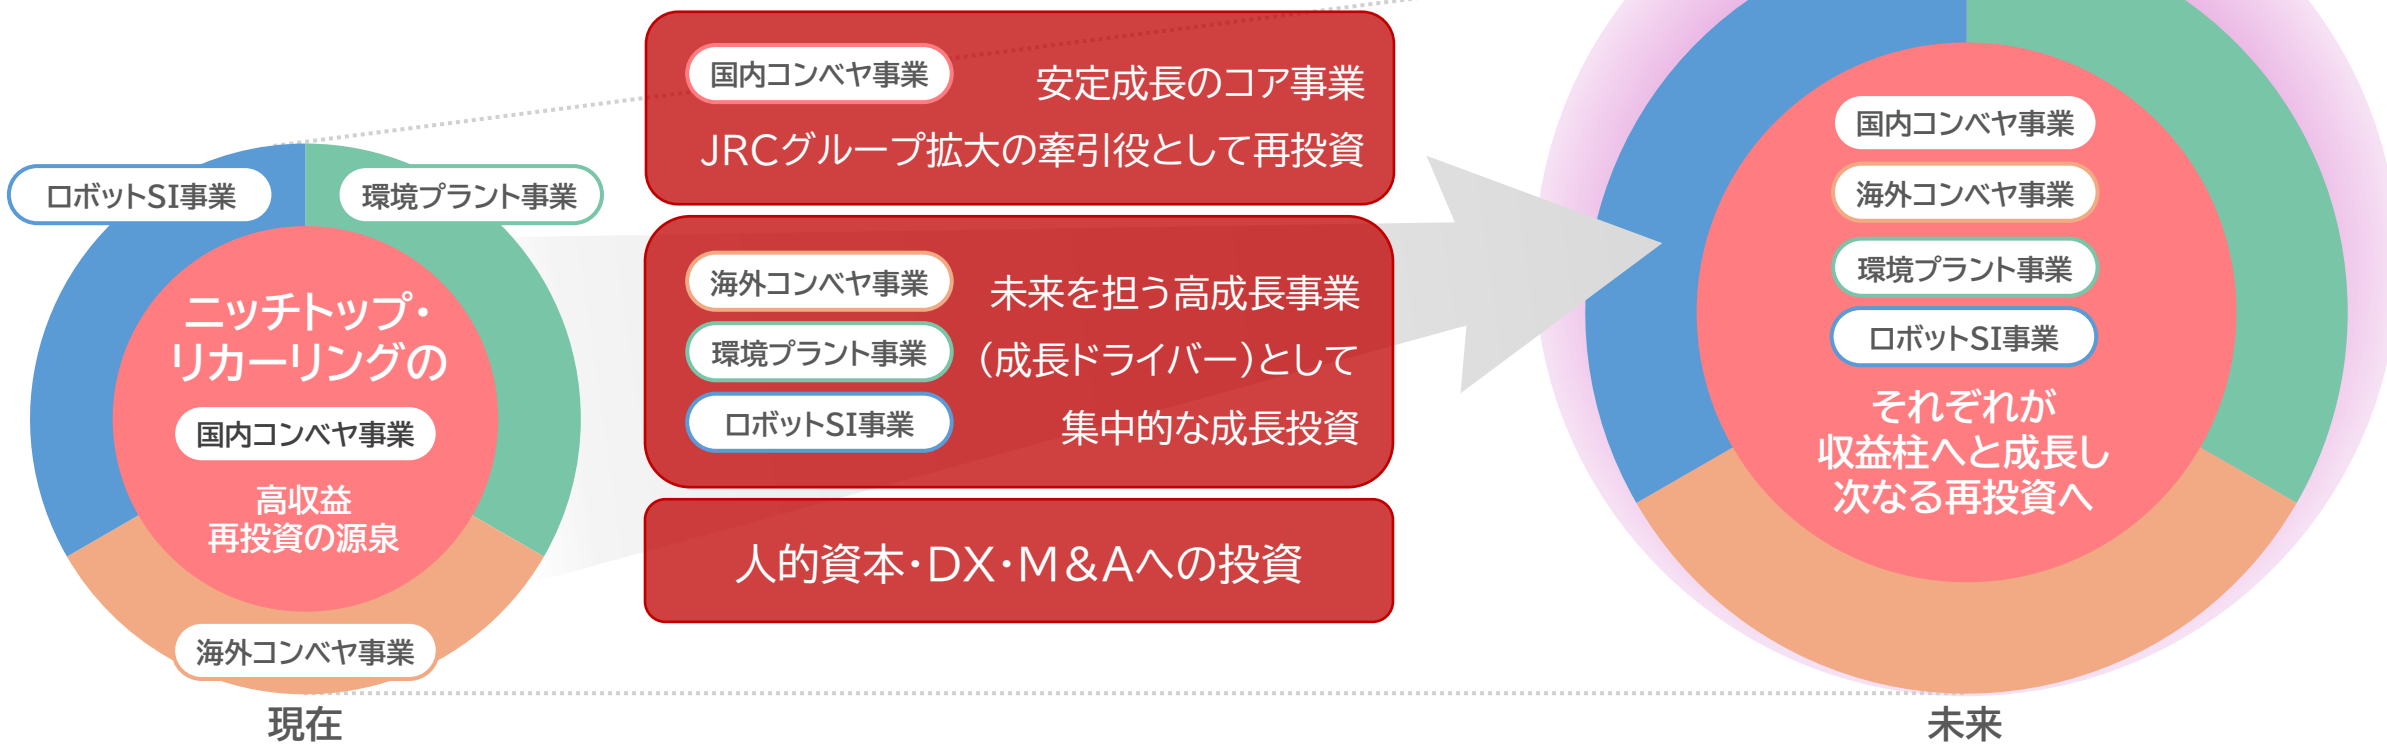 ロボットSI事業
環境プラント事業
ニッチトップ・
リカーリングの
国内コンベヤ事業
高収益
再投資の源泉
海外コンベヤ事業
現在
国内コンベヤ事業
安定成長のコア事業
JRCグループ拡大の牽引役として再投資
海外コンベヤ事業
環境プラント事業
ロボットSI事業
未来を担う高成長事業
（成長ドライバー）として
集中的な成長投資
人的資本・DX・M&Aへの投資
国内コンベヤ事業
海外コンベヤ事業
環境プラント事業
ロボットSI事業
それぞれが
収益柱へと成長し
次なる再投資へ
未来